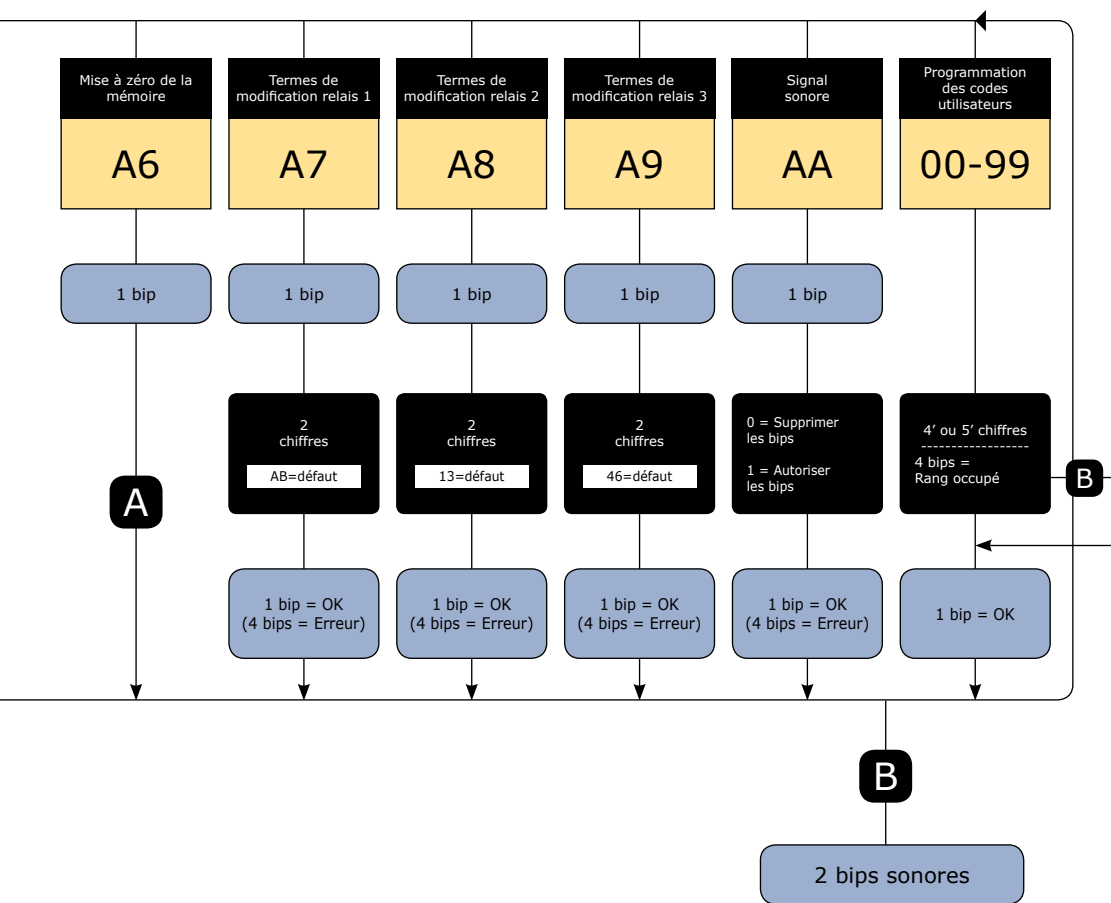 Mise à zéro de la
mémoire
A6
1 bip
A
Termes de
modification relais 1
A7
1 bip
2
chiffres
AB=défaut
1 bip = OK
(4 bips = Erreur)
Termes de
modification relais 2
A8
1 bip
2
chiffres
13=défaut
1 bip = OK
(4 bips = Erreur)
Termes de
modification relais 3
A9
1 bip
2
chiffres
46=défaut
1 bip = OK
(4 bips = Erreur)
Signal
sonore
AA
1 bip
0 = Supprimer
les bips
1 = Autoriser
les bips
1 bip = OK
(4 bips = Erreur)
Programmation
des codes
utilisateurs
00-99
4’ ou 5’ chiffres
------------------
4 bips =
Rang occupé
B
1 bip = OK
B
2 bips sonores